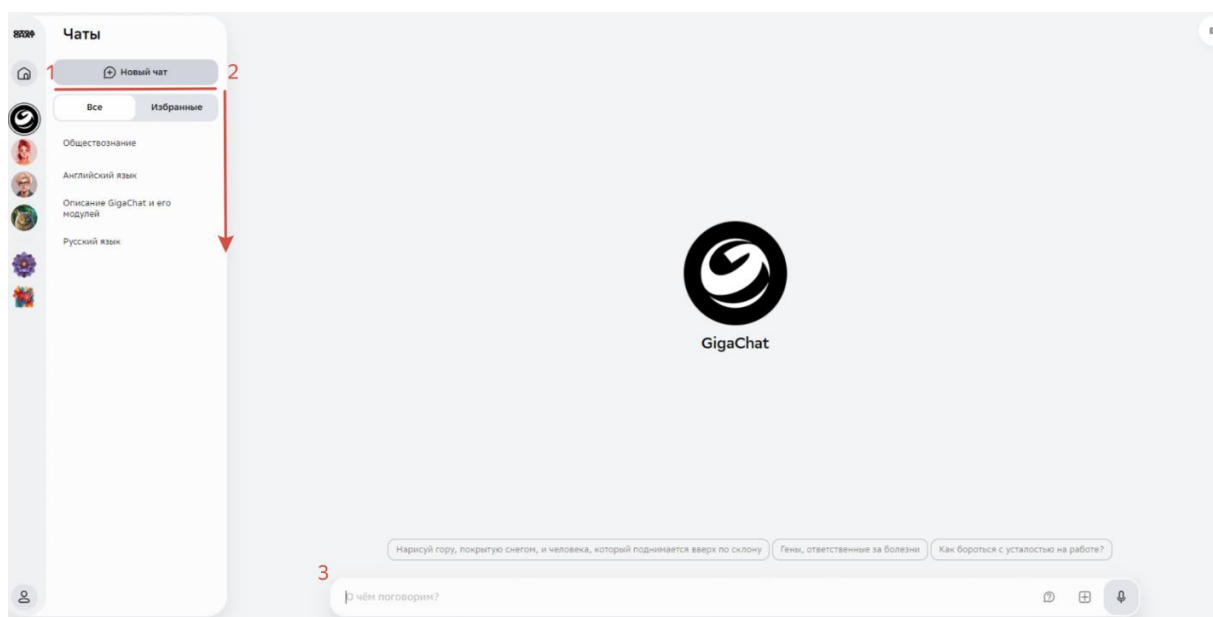 Чаты
1
Новый чат
2
Все
Избранные
Обществознание
Английский язык
Описание GigaChat и его
модулей
Русский язык
GigaChat
Нарисуй гору, покрытую снегом, и человека, который поднимается вверх по склону
Гены, ответственные за болезни
Как бороться с усталостью на работе?
3
О чём поговорим?